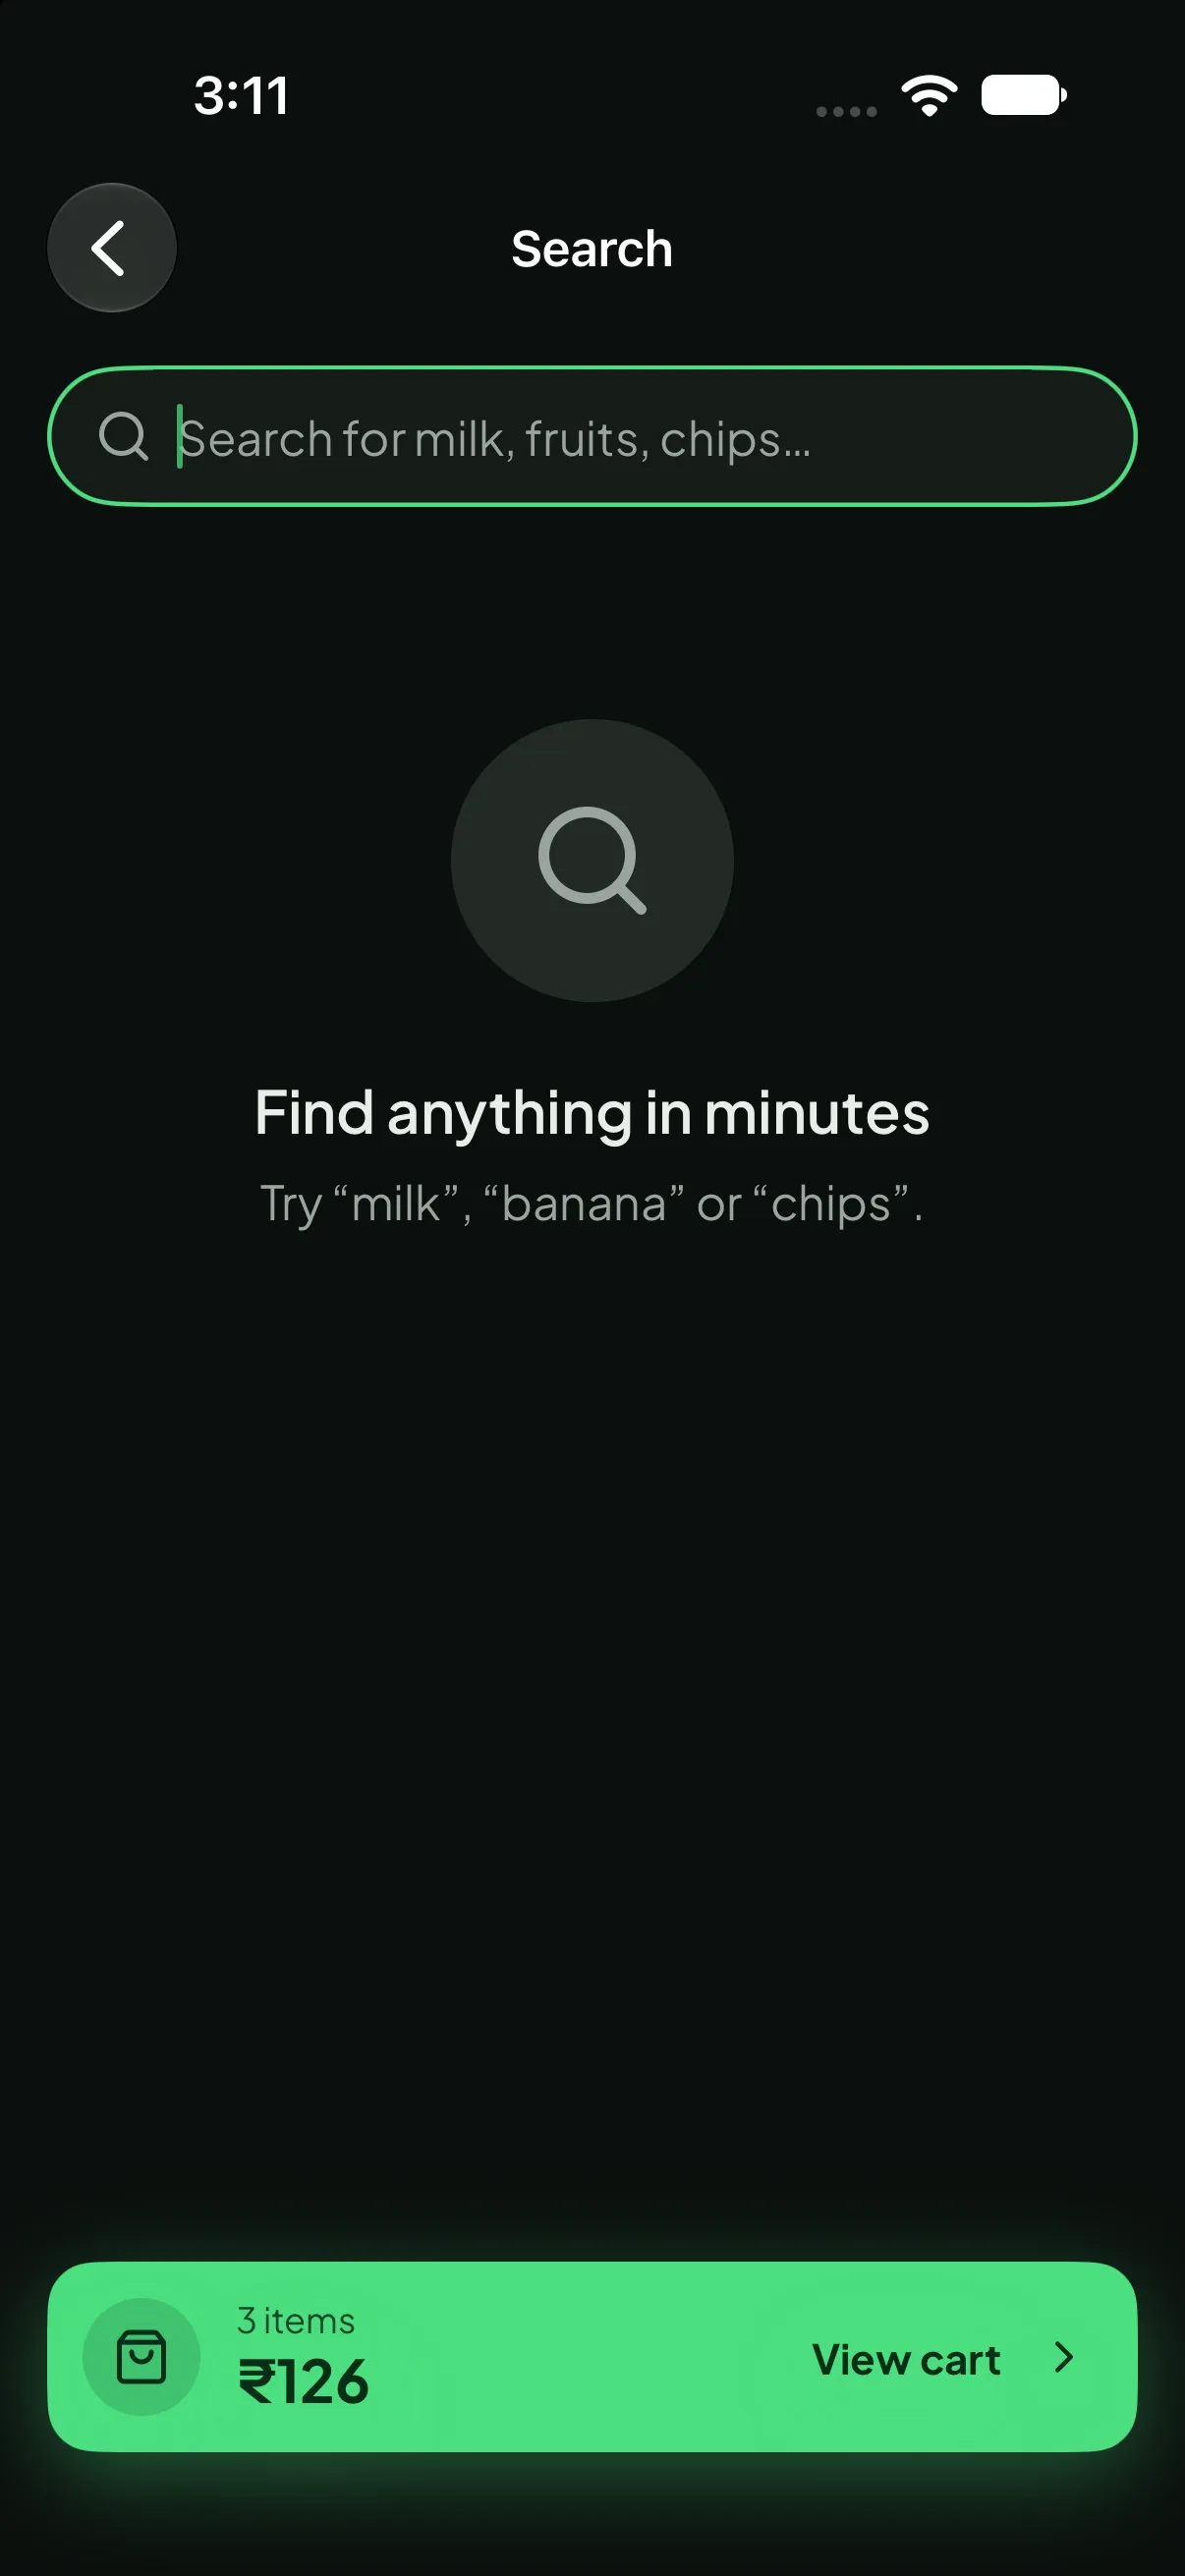 3:11
Search
Search for milk, fruits, chips...
Find anything in minutes
Try “milk”, “banana” or “chips”.
3 items
₹126
View cart